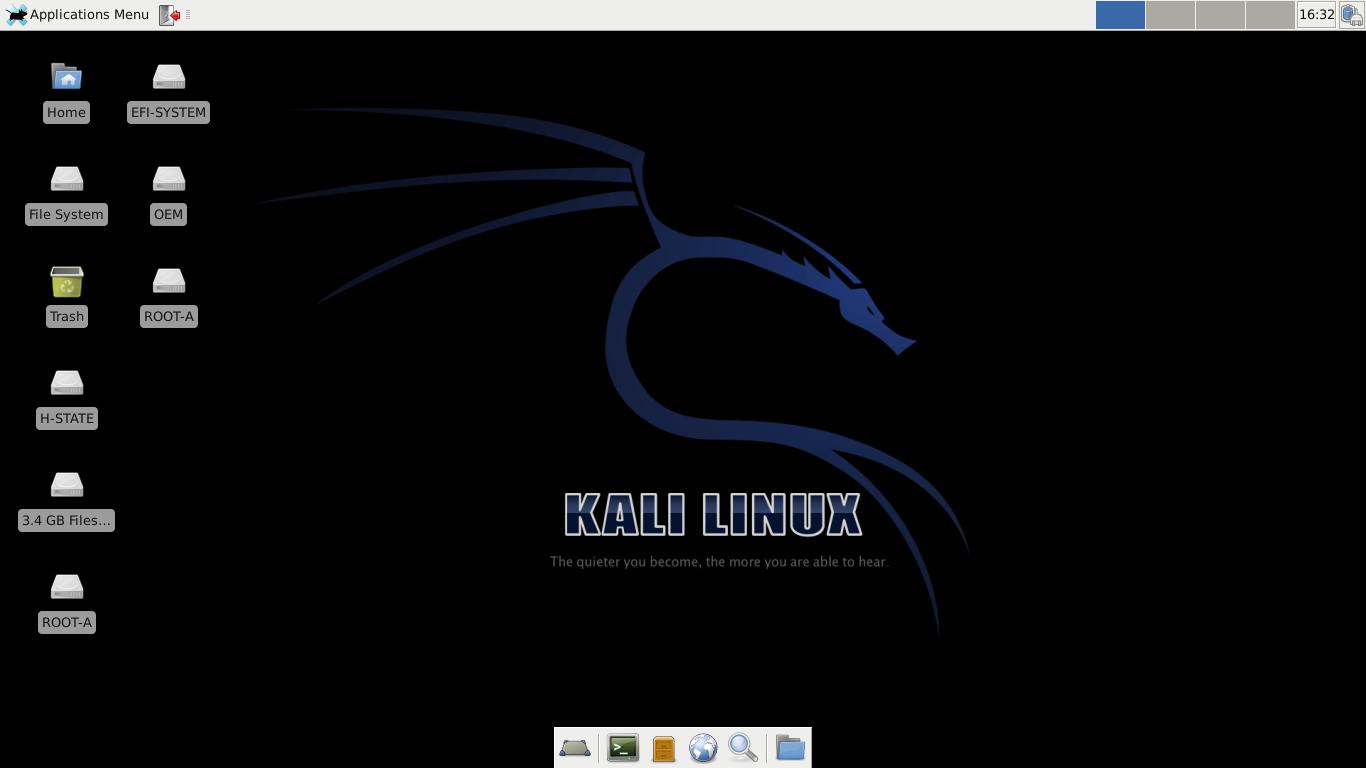 Applications Menu
16:32
Home
EFI-SYSTEM
File System
OEM
Trash
ROOT-A
H-STATE
3.4 GB Files...
ROOT-A
KALI LINUX
The quieter you become, the more you are able to hear.
>_